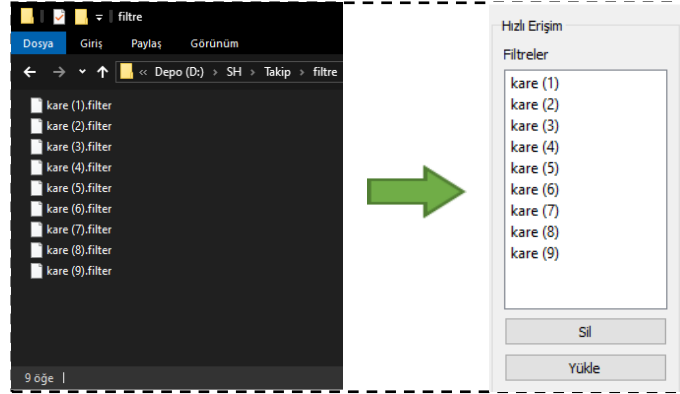 filtre
Dosya Giriş Paylaş Görünüm
« Depo (D:) > SH > Takip > filtre
kare (1).filter
kare (2).filter
kare (3).filter
kare (4).filter
kare (5).filter
kare (6).filter
kare (7).filter
kare (8).filter
kare (9).filter
9 öğe
Hızlı Erişim
Filtreler
kare (1)
kare (2)
kare (3)
kare (4)
kare (5)
kare (6)
kare (7)
kare (8)
kare (9)
Sil
Yükle